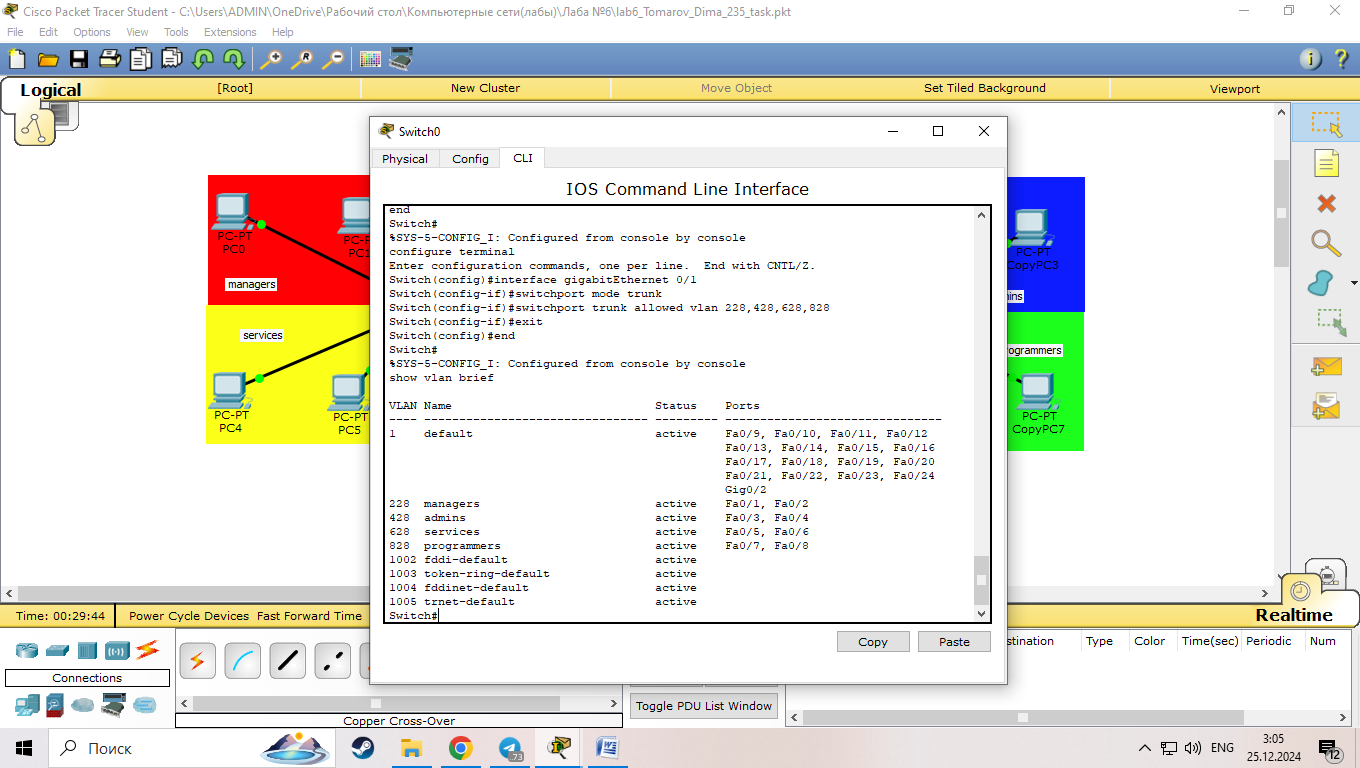 Cisco Packet Tracer Student - C:\Users\ADMIN\OneDrive\Рабочий стол\Компьютерные сети(лабы)\Лаба №6\lab6_Tomarov_Dima_235_task.pkt
File Edit Options View Tools Extensions Help
Logical [Root] New Cluster Move Object Set Tiled Background Viewport
Switch0
Physical Config CLI
IOS Command Line Interface
end
Switch#
%SYS-5-CONFIG_I: Configured from console by console
configure terminal
Enter configuration commands, one per line. End with CNTL/Z.
Switch(config)#interface gigabitEthernet 0/1
Switch(config-if)#switchport mode trunk
Switch(config-if)#switchport trunk allowed vlan 228,428,628,828
Switch(config-if)#exit
Switch(config)#end
Switch#
%SYS-5-CONFIG_I: Configured from console by console
show vlan brief
VLAN Name Status Ports
---- -------------------------------- --------- -------------------------------
1 default active Fa0/9, Fa0/10, Fa0/11, Fa0/12
Fa0/13, Fa0/14, Fa0/15, Fa0/16
Fa0/17, Fa0/18, Fa0/19, Fa0/20
Fa0/21, Fa0/22, Fa0/23, Fa0/24
Gig0/2
228 managers active Fa0/1, Fa0/2
428 admins active Fa0/3, Fa0/4
628 services active Fa0/5, Fa0/6
828 programmers active Fa0/7, Fa0/8
1002 fddi-default active
1003 token-ring-default active
1004 fddinet-default active
1005 trnet-default active
Switch#
Copy Paste
PC-PT
PC0
PC-P
PC1
managers
services
PC-PT
PC4
PC-PT
PC5
PC-PT
CopyPC3
ins
ogrammers
PC-PT
CopyPC7
Time: 00:29:44 Power Cycle Devices Fast Forward Time Realtime
Connections
Copper Cross-Over
Toggle PDU List Window
stination Type Color Time(sec) Periodic Num
Поиск
73
ENG
3:05
25.12.2024
12